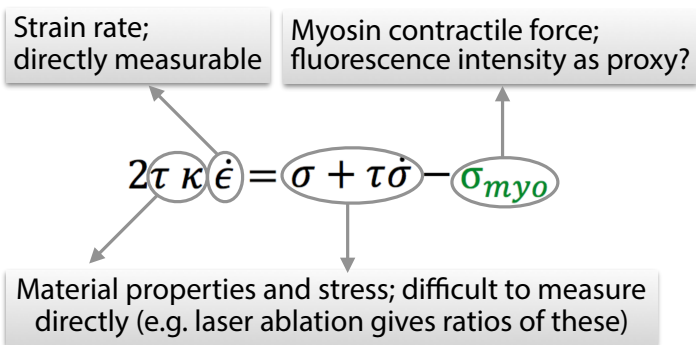 Strain rate;
directly measurable
Myosin contractile force;
fluorescence intensity as proxy?
2τ κ ϵ̇ = σ + τσ̇ − σ_myo
Material properties and stress; difficult to measure
directly (e.g. laser ablation gives ratios of these)